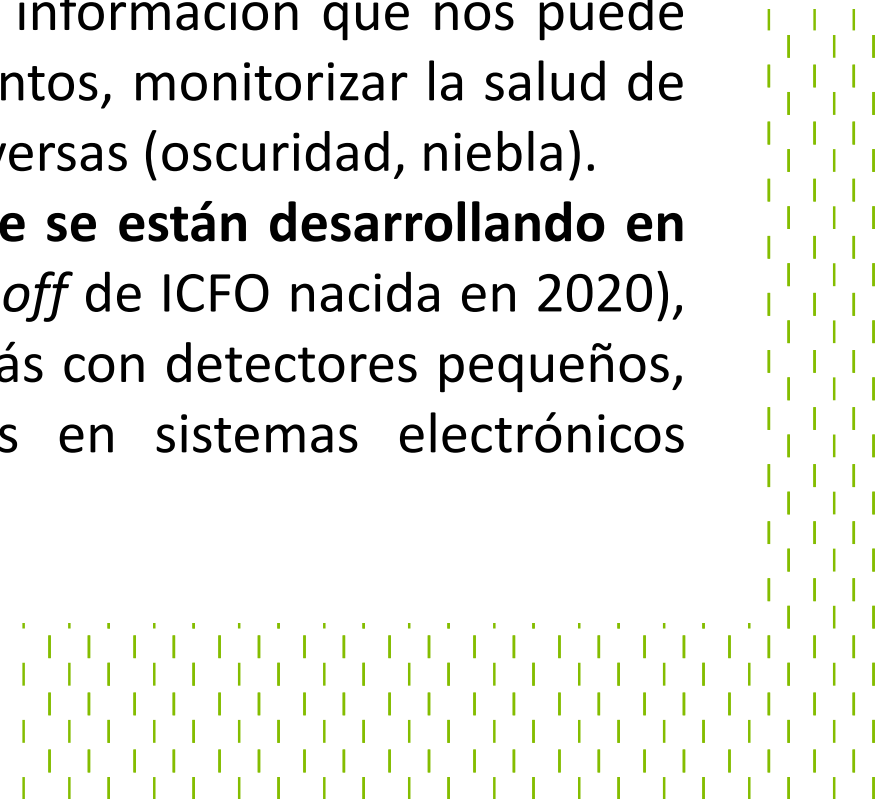 información que nos puede
ntos, monitorizar la salud de
versas (oscuridad, niebla).
e se están desarrollando en
off de ICFO nacida en 2020),
ás con detectores pequeños,
s en sistemas electrónicos